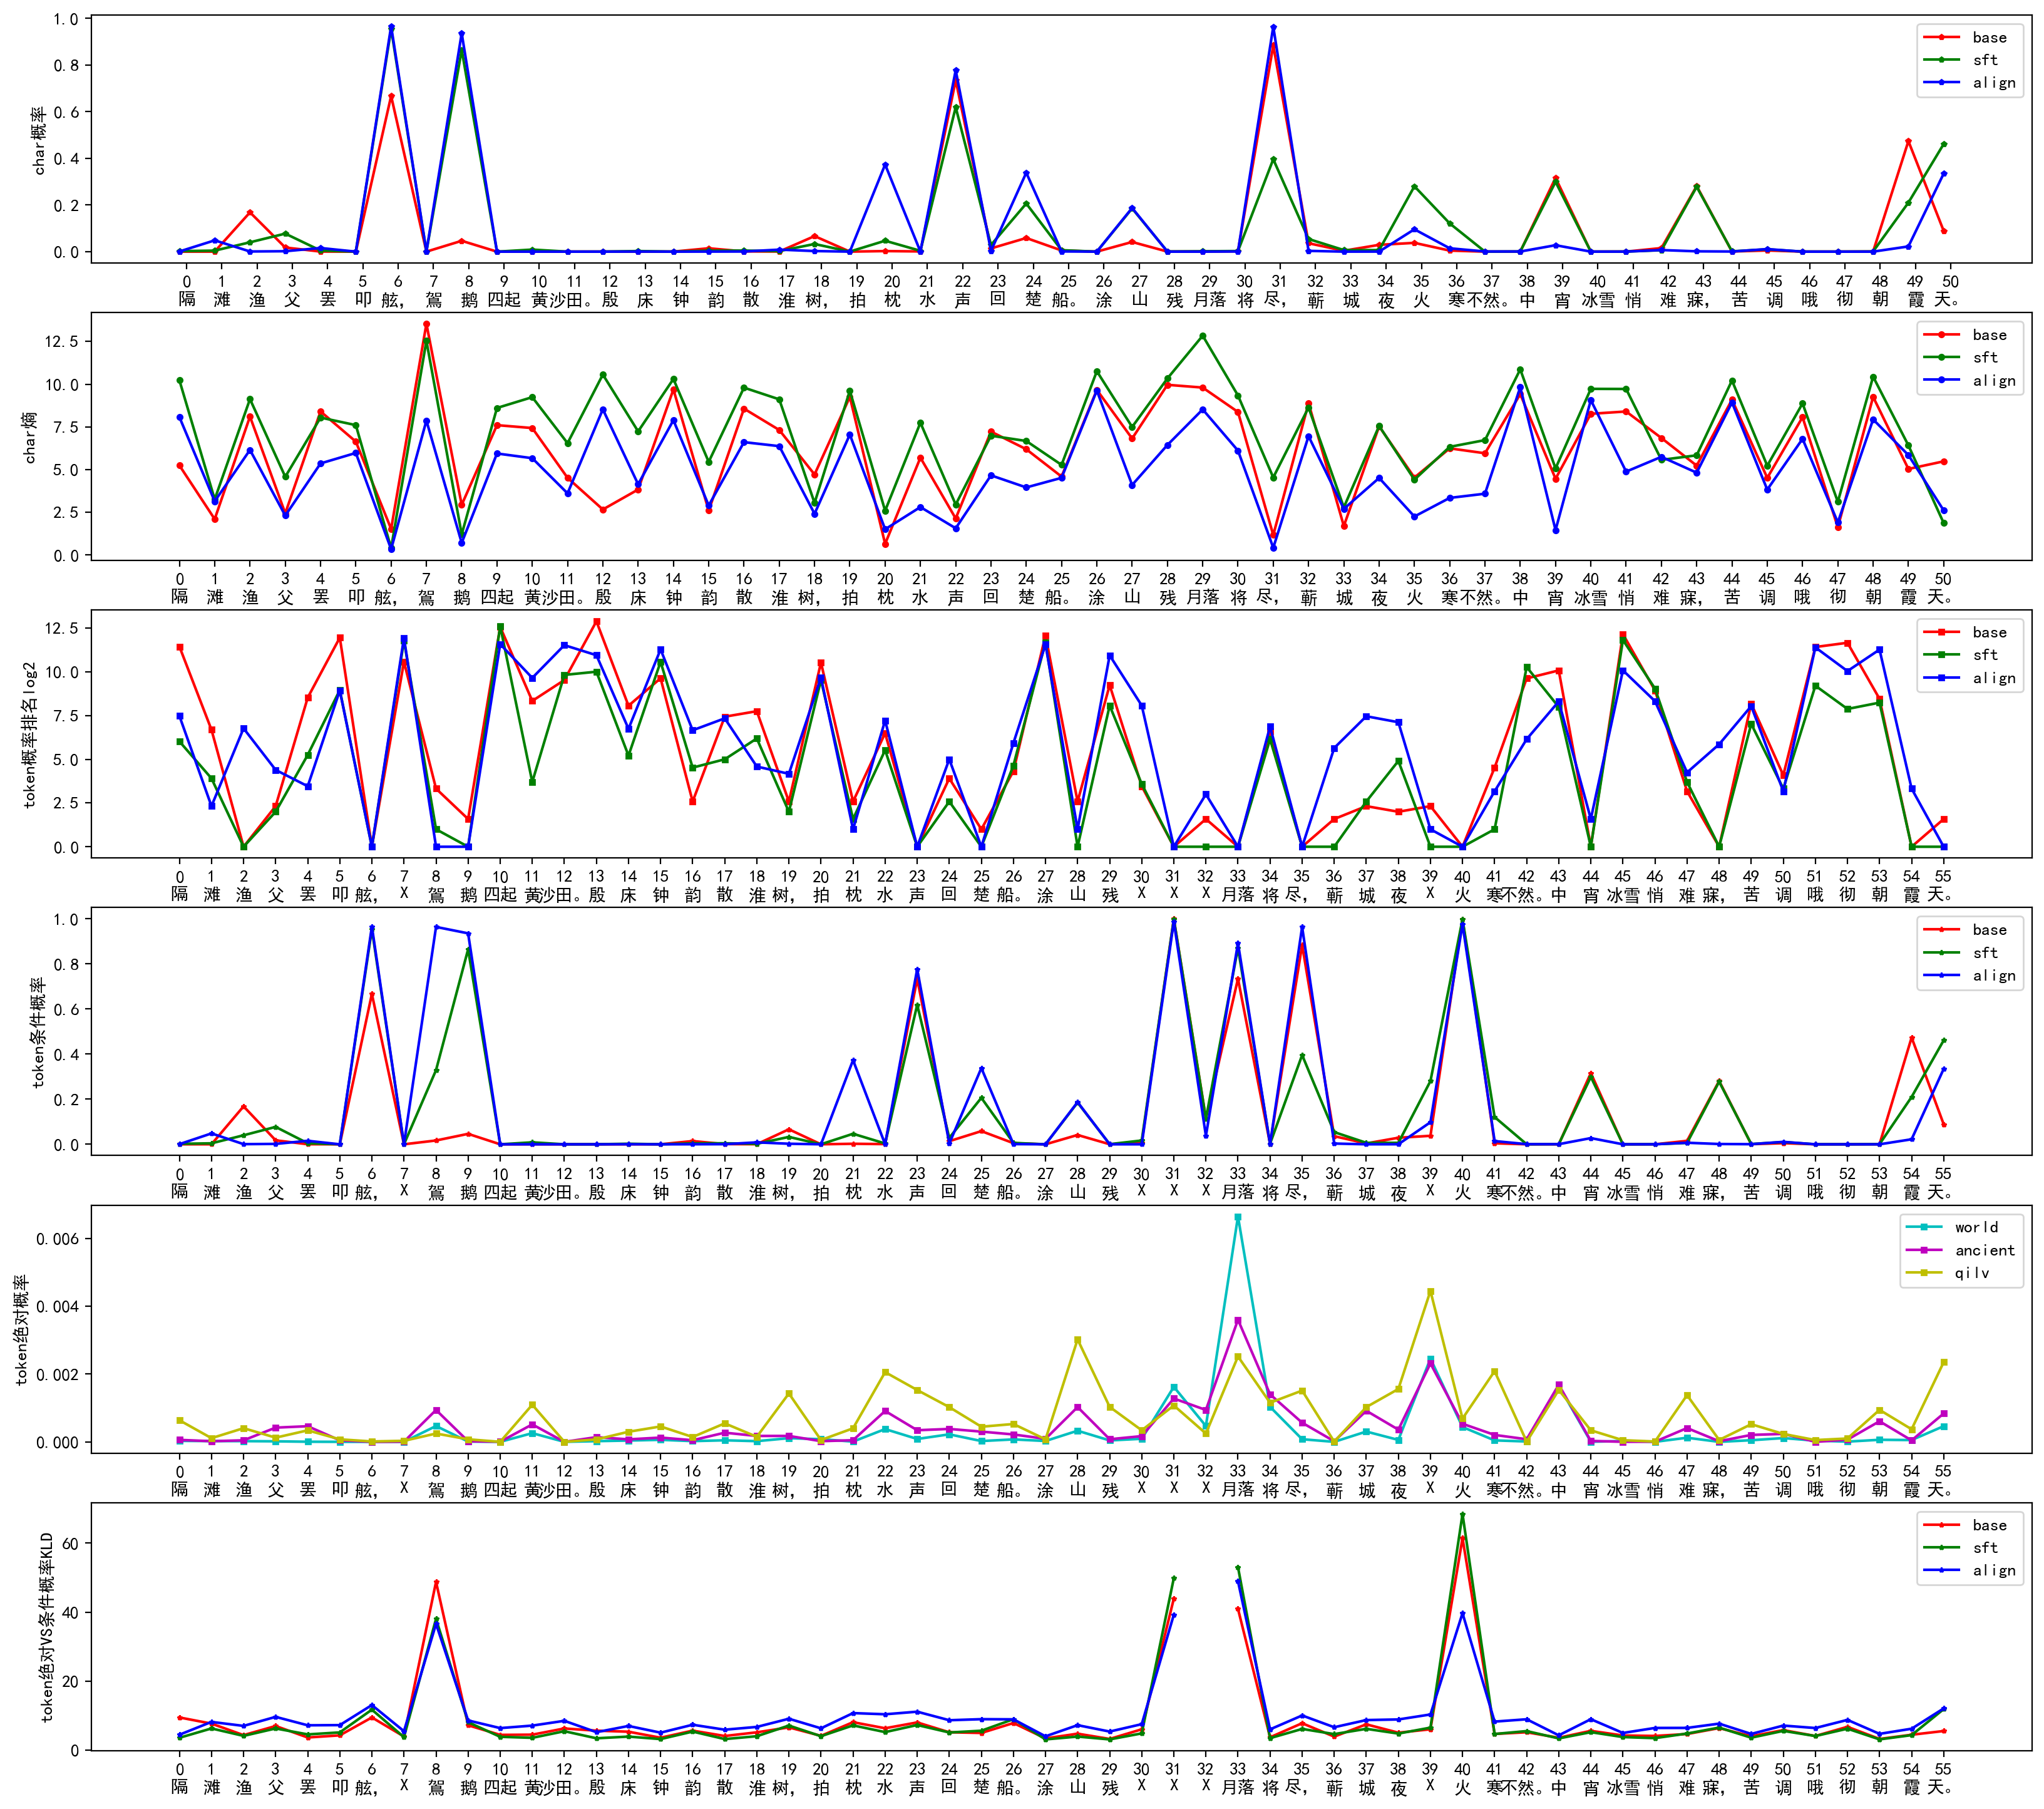 char概率
1.0
0.8
0.6
0.4
0.2
0.0
base
sft
align
0 1 2 3 4 5 6 7 8 9 10 11 12 13 14 15 16 17 18 19 20 21 22 23 24 25 26 27 28 29 30 31 32 33 34 35 36 37 38 39 40 41 42 43 44 45 46 47 48 49 50
隔 滩 渔 父 罢 叩 舷， 鴐 鹅 四起 黄沙田。 殷 床 钟 韵 散 淮 树， 拍 枕 水 声 回 楚 船。 涂 山 残 月落 将 尽， 蕲 城 夜 火 寒不然。 中 宵 冰雪 悄 难 寐， 苦 调 哦 彻 朝 霞 天。
char熵
12.5
10.0
7.5
5.0
2.5
0.0
base
sft
align
0 1 2 3 4 5 6 7 8 9 10 11 12 13 14 15 16 17 18 19 20 21 22 23 24 25 26 27 28 29 30 31 32 33 34 35 36 37 38 39 40 41 42 43 44 45 46 47 48 49 50
隔 滩 渔 父 罢 叩 舷， 鴐 鹅 四起 黄沙田。 殷 床 钟 韵 散 淮 树， 拍 枕 水 声 回 楚 船。 涂 山 残 月落 将 尽， 蕲 城 夜 火 寒不然。 中 宵 冰雪 悄 难 寐， 苦 调 哦 彻 朝 霞 天。
token概率排名log2
12.5
10.0
7.5
5.0
2.5
0.0
base
sft
align
0 1 2 3 4 5 6 7 8 9 10 11 12 13 14 15 16 17 18 19 20 21 22 23 24 25 26 27 28 29 30 31 32 33 34 35 36 37 38 39 40 41 42 43 44 45 46 47 48 49 50 51 52 53 54 55
隔 滩 渔 父 罢 叩 舷， X 鴐 鹅 四起 黄沙田。 殷 床 钟 韵 散 淮 树， 拍 枕 水 声 回 楚 船。 涂 山 残 X X X 月落 将 尽， 蕲 城 夜 X 火 寒不然。 中 宵 冰雪 悄 难 寐， 苦 调 哦 彻 朝 霞 天。
token条件概率
1.0
0.8
0.6
0.4
0.2
0.0
base
sft
align
0 1 2 3 4 5 6 7 8 9 10 11 12 13 14 15 16 17 18 19 20 21 22 23 24 25 26 27 28 29 30 31 32 33 34 35 36 37 38 39 40 41 42 43 44 45 46 47 48 49 50 51 52 53 54 55
隔 滩 渔 父 罢 叩 舷， X 鴐 鹅 四起 黄沙田。 殷 床 钟 韵 散 淮 树， 拍 枕 水 声 回 楚 船。 涂 山 残 X X X 月落 将 尽， 蕲 城 夜 X 火 寒不然。 中 宵 冰雪 悄 难 寐， 苦 调 哦 彻 朝 霞 天。
token绝对概率
0.006
0.004
0.002
0.000
world
ancient
qilv
0 1 2 3 4 5 6 7 8 9 10 11 12 13 14 15 16 17 18 19 20 21 22 23 24 25 26 27 28 29 30 31 32 33 34 35 36 37 38 39 40 41 42 43 44 45 46 47 48 49 50 51 52 53 54 55
隔 滩 渔 父 罢 叩 舷， X 鴐 鹅 四起 黄沙田。 殷 床 钟 韵 散 淮 树， 拍 枕 水 声 回 楚 船。 涂 山 残 X X X 月落 将 尽， 蕲 城 夜 X 火 寒不然。 中 宵 冰雪 悄 难 寐， 苦 调 哦 彻 朝 霞 天。
token绝对VS条件概率KLD
60
40
20
0
base
sft
align
0 1 2 3 4 5 6 7 8 9 10 11 12 13 14 15 16 17 18 19 20 21 22 23 24 25 26 27 28 29 30 31 32 33 34 35 36 37 38 39 40 41 42 43 44 45 46 47 48 49 50 51 52 53 54 55
隔 滩 渔 父 罢 叩 舷， X 鴐 鹅 四起 黄沙田。 殷 床 钟 韵 散 淮 树， 拍 枕 水 声 回 楚 船。 涂 山 残 X X X 月落 将 尽， 蕲 城 夜 X 火 寒不然。 中 宵 冰雪 悄 难 寐， 苦 调 哦 彻 朝 霞 天。